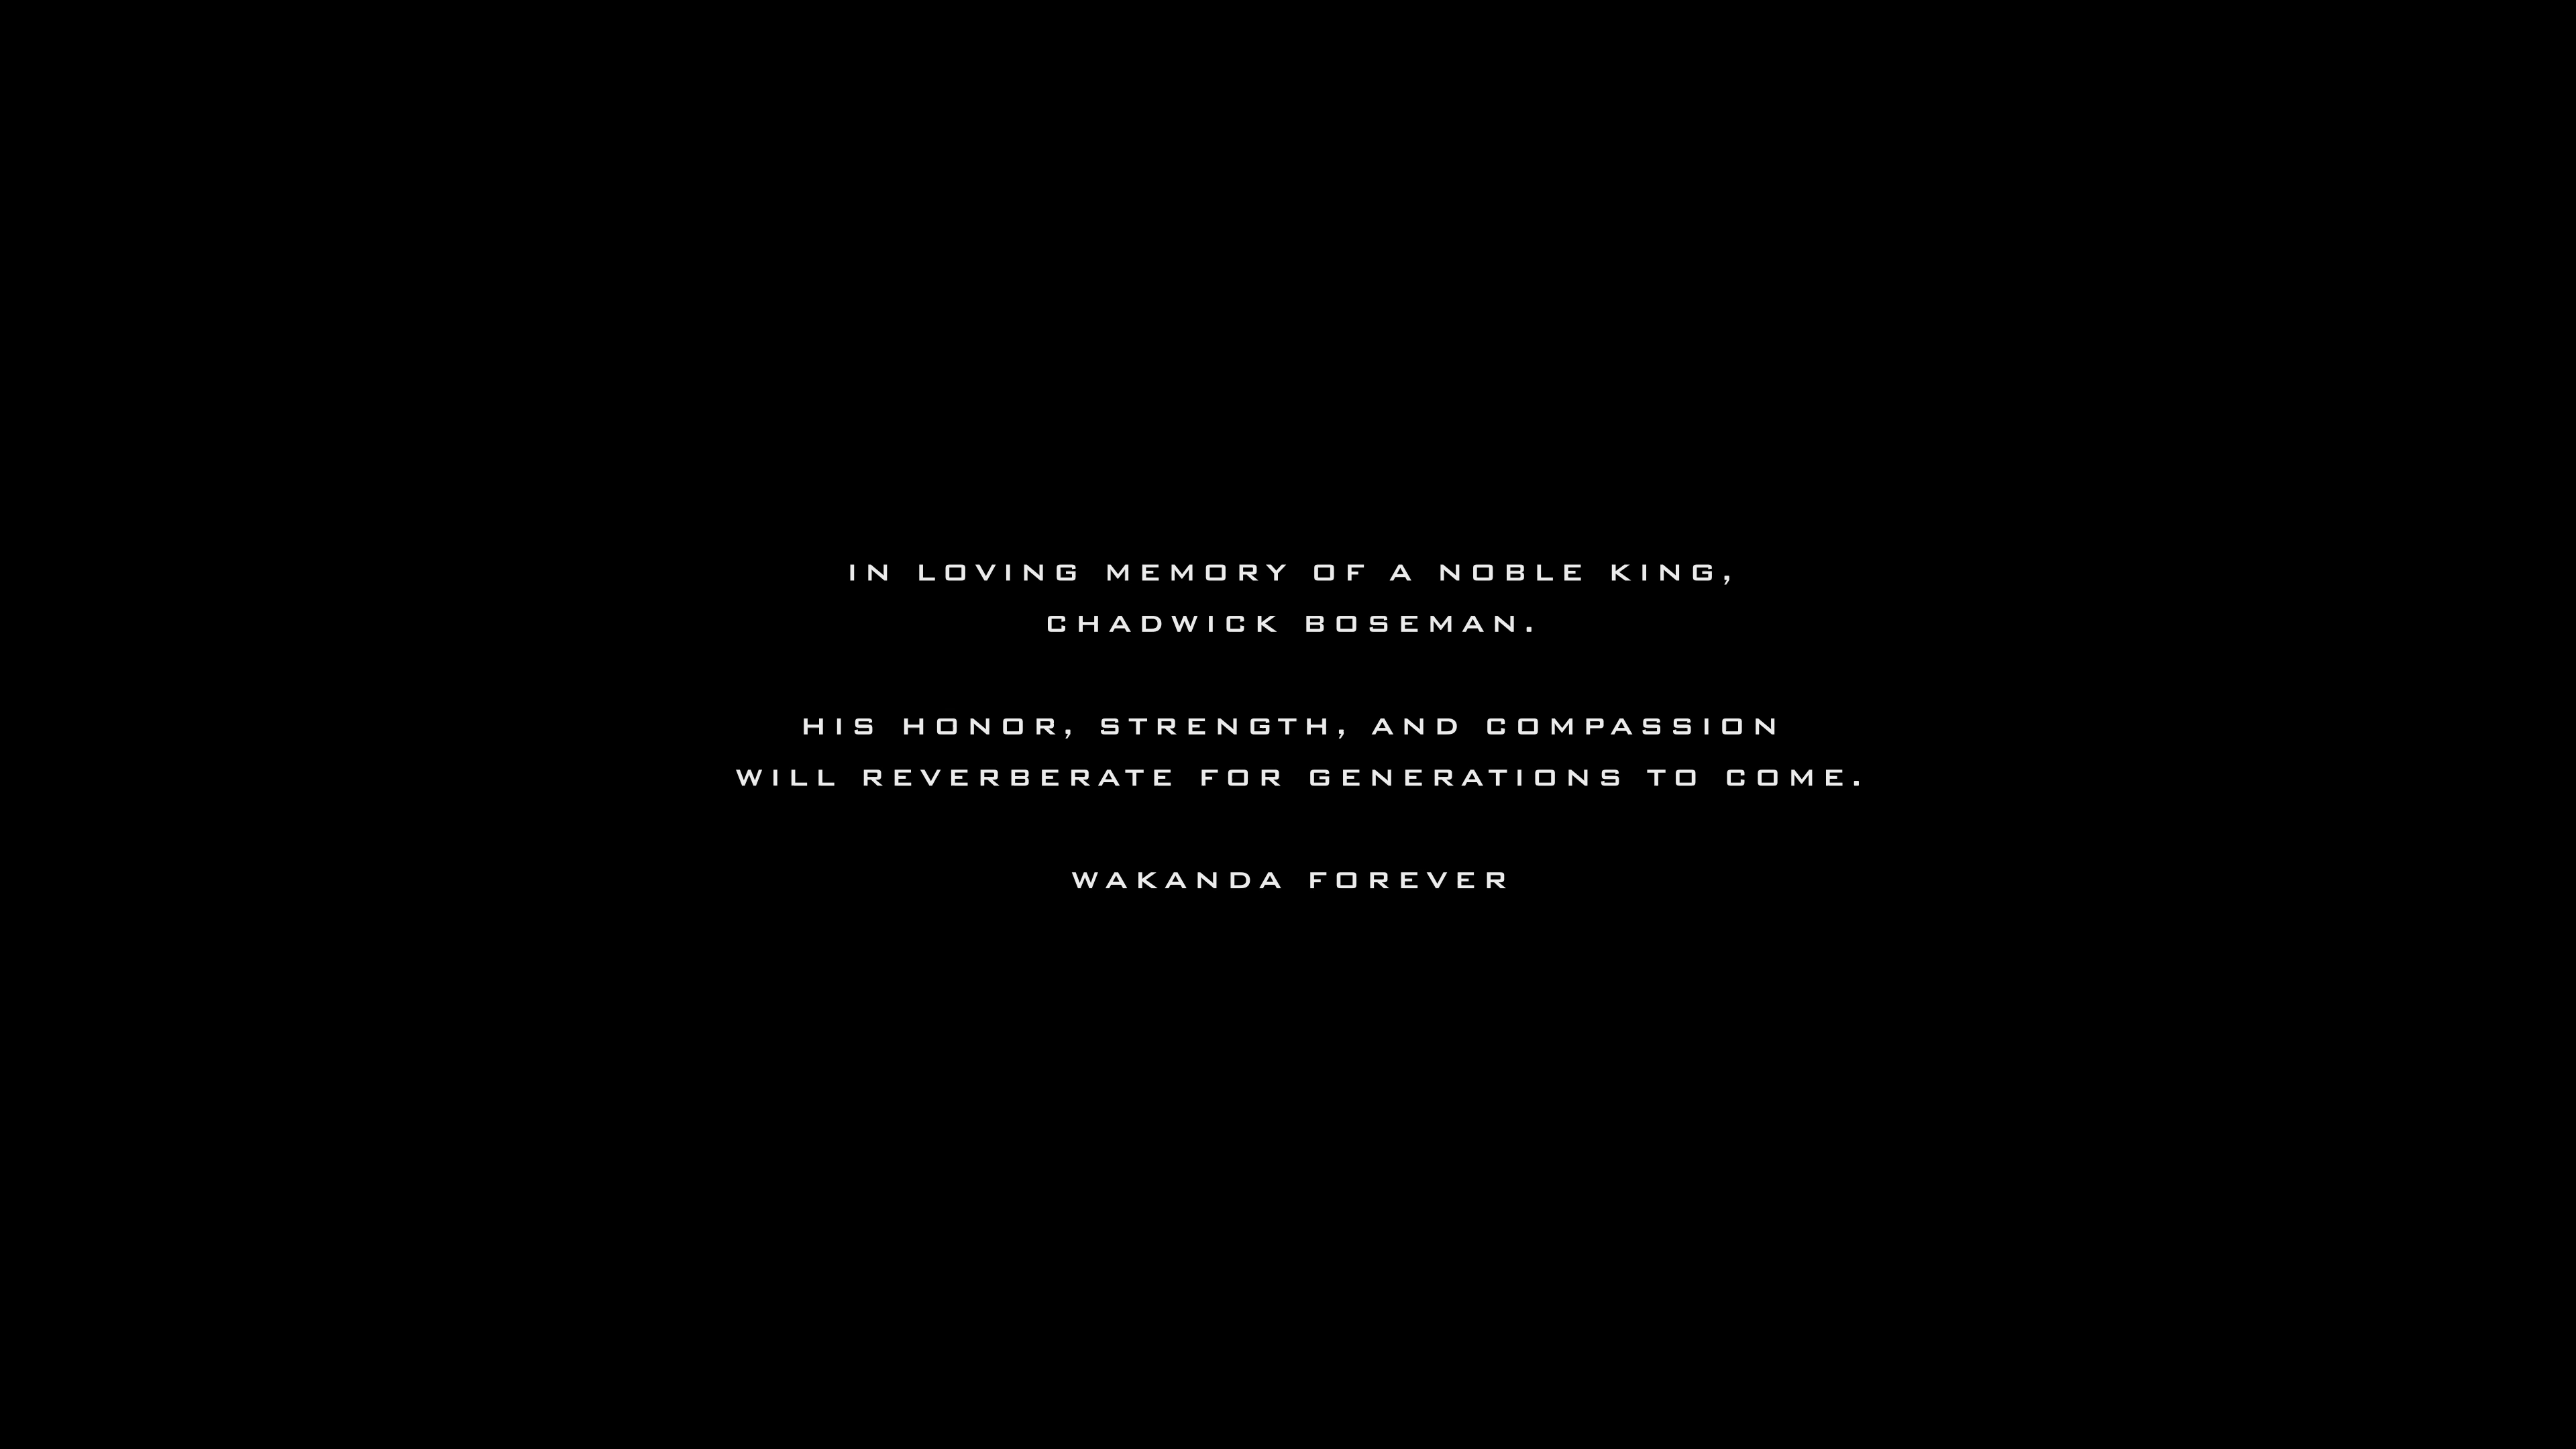 IN LOVING MEMORY OF A NOBLE KING,
CHADWICK BOSEMAN.
HIS HONOR, STRENGTH, AND COMPASSION
WILL REVERBERATE FOR GENERATIONS TO COME.
WAKANDA FOREVER